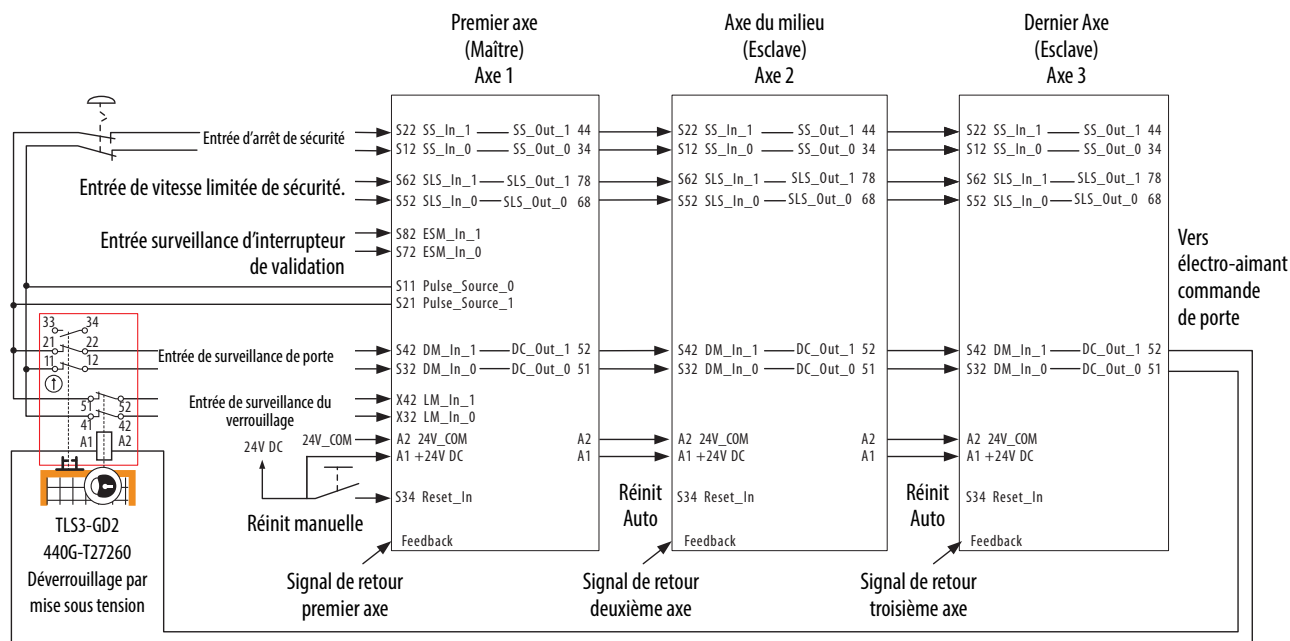 Premier axe
(Maître)
Axe 1
Axe du milieu
(Esclave)
Axe 2
Dernier Axe
(Esclave)
Axe 3
Entrée d'arrêt de sécurité
S22 SS_In_1 SS_Out_1 44
S12 SS_In_0 SS_Out_0 34
S22 SS_In_1 SS_Out_1 44
S12 SS_In_0 SS_Out_0 34
S22 SS_In_1 SS_Out_1 44
S12 SS_In_0 SS_Out_0 34
Entrée de vitesse limitée de sécurité.
S62 SLS_In_1 SLS_Out_1 78
S52 SLS_In_0 SLS_Out_0 68
S62 SLS_In_1 SLS_Out_1 78
S52 SLS_In_0 SLS_Out_0 68
S62 SLS_In_1 SLS_Out_1 78
S52 SLS_In_0 SLS_Out_0 68
Entrée surveillance d'interrupteur
de validation
S82 ESM_In_1
S72 ESM_In_0
S11 Pulse_Source_0
S21 Pulse_Source_1
Vers
électro-aimant
commande
de porte
33 34
21 22
11 12
51 52
41 42
A1 A2
Entrée de surveillance de porte
S42 DM_In_1 DC_Out_1 52
S32 DM_In_0 DC_Out_0 51
S42 DM_In_1 DC_Out_1 52
S32 DM_In_0 DC_Out_0 51
S42 DM_In_1 DC_Out_1 52
S32 DM_In_0 DC_Out_0 51
Entrée de surveillance du
verrouillage
X42 LM_In_1
X32 LM_In_0
24V DC
24V_COM
A2 24V_COM A2
A1 +24V DC A1
A2 24V_COM A2
A1 +24V DC A1
A2 24V_COM A2
A1 +24V DC A1
Réinit manuelle
S34 Reset_In
Réinit
Auto
S34 Reset_In
Réinit
Auto
S34 Reset_In
Feedback
Feedback
Feedback
TLS3-GD2
440G-T27260
Déverrouillage par
mise sous tension
Signal de retour
premier axe
Signal de retour
deuxième axe
Signal de retour
troisième axe